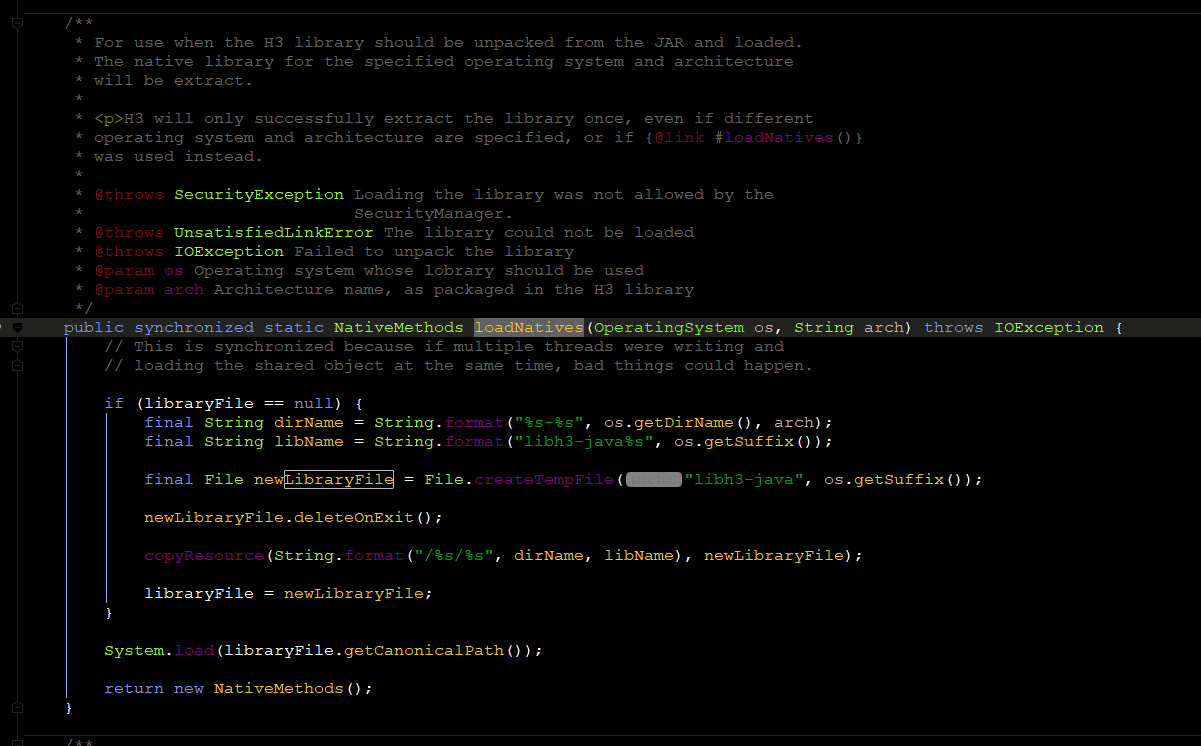 /**
* For use when the H3 library should be unpacked from the JAR and loaded.
* The native library for the specified operating system and architecture
* will be extract.
*
* <p>H3 will only successfully extract the library once, even if different
* operating system and architecture are specified, or if {@link #loadNatives()}
* was used instead.
*
* @throws SecurityException Loading the library was not allowed by the
* SecurityManager.
* @throws UnsatisfiedLinkError The library could not be loaded
* @throws IOException Failed to unpack the library
* @param os Operating system whose lobrary should be used
* @param arch Architecture name, as packaged in the H3 library
*/
public synchronized static NativeMethods loadNatives(OperatingSystem os, String arch) throws IOException {
// This is synchronized because if multiple threads were writing and
// loading the shared object at the same time, bad things could happen.
if (libraryFile == null) {
final String dirName = String.format("%s-%s", os.getDirName(), arch);
final String libName = String.format("libh3-java%s", os.getSuffix());
final File newLibraryFile = File.createTempFile( prefix: "libh3-java", os.getSuffix());
newLibraryFile.deleteOnExit();
copyResource(String.format("/%s/%s", dirName, libName), newLibraryFile);
libraryFile = newLibraryFile;
}
System.load(libraryFile.getCanonicalPath());
return new NativeMethods();
}
/**